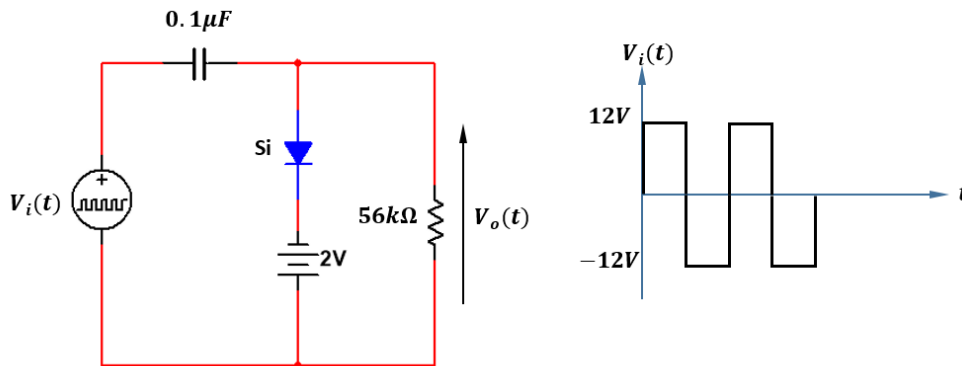 0.1μF
Si
V_i(t)
+
2V
56kΩ
V_o(t)
V_i(t)
12V
−12V
t